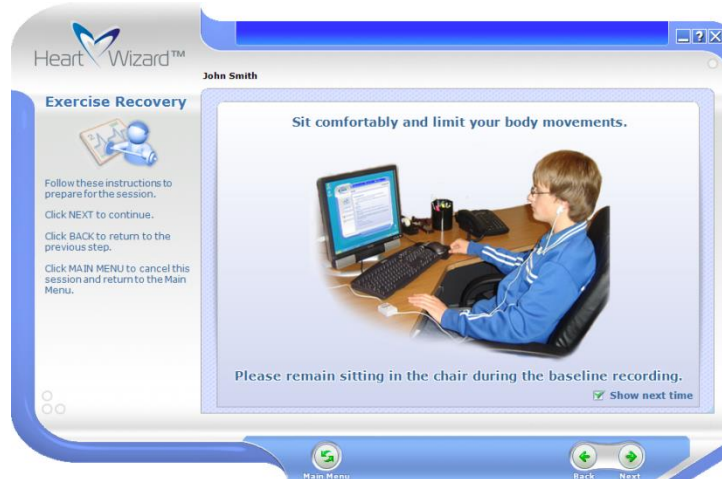 Heart Wizard™
? X
John Smith
Exercise Recovery
Follow these instructions to
prepare for the session.
Click NEXT to continue.
Click BACK to return to the
previous step.
Click MAIN MENU to cancel this
session and return to the Main
Menu.
Sit comfortably and limit your body movements.
Please remain sitting in the chair during the baseline recording.
Show next time
Main Menu
Back Next